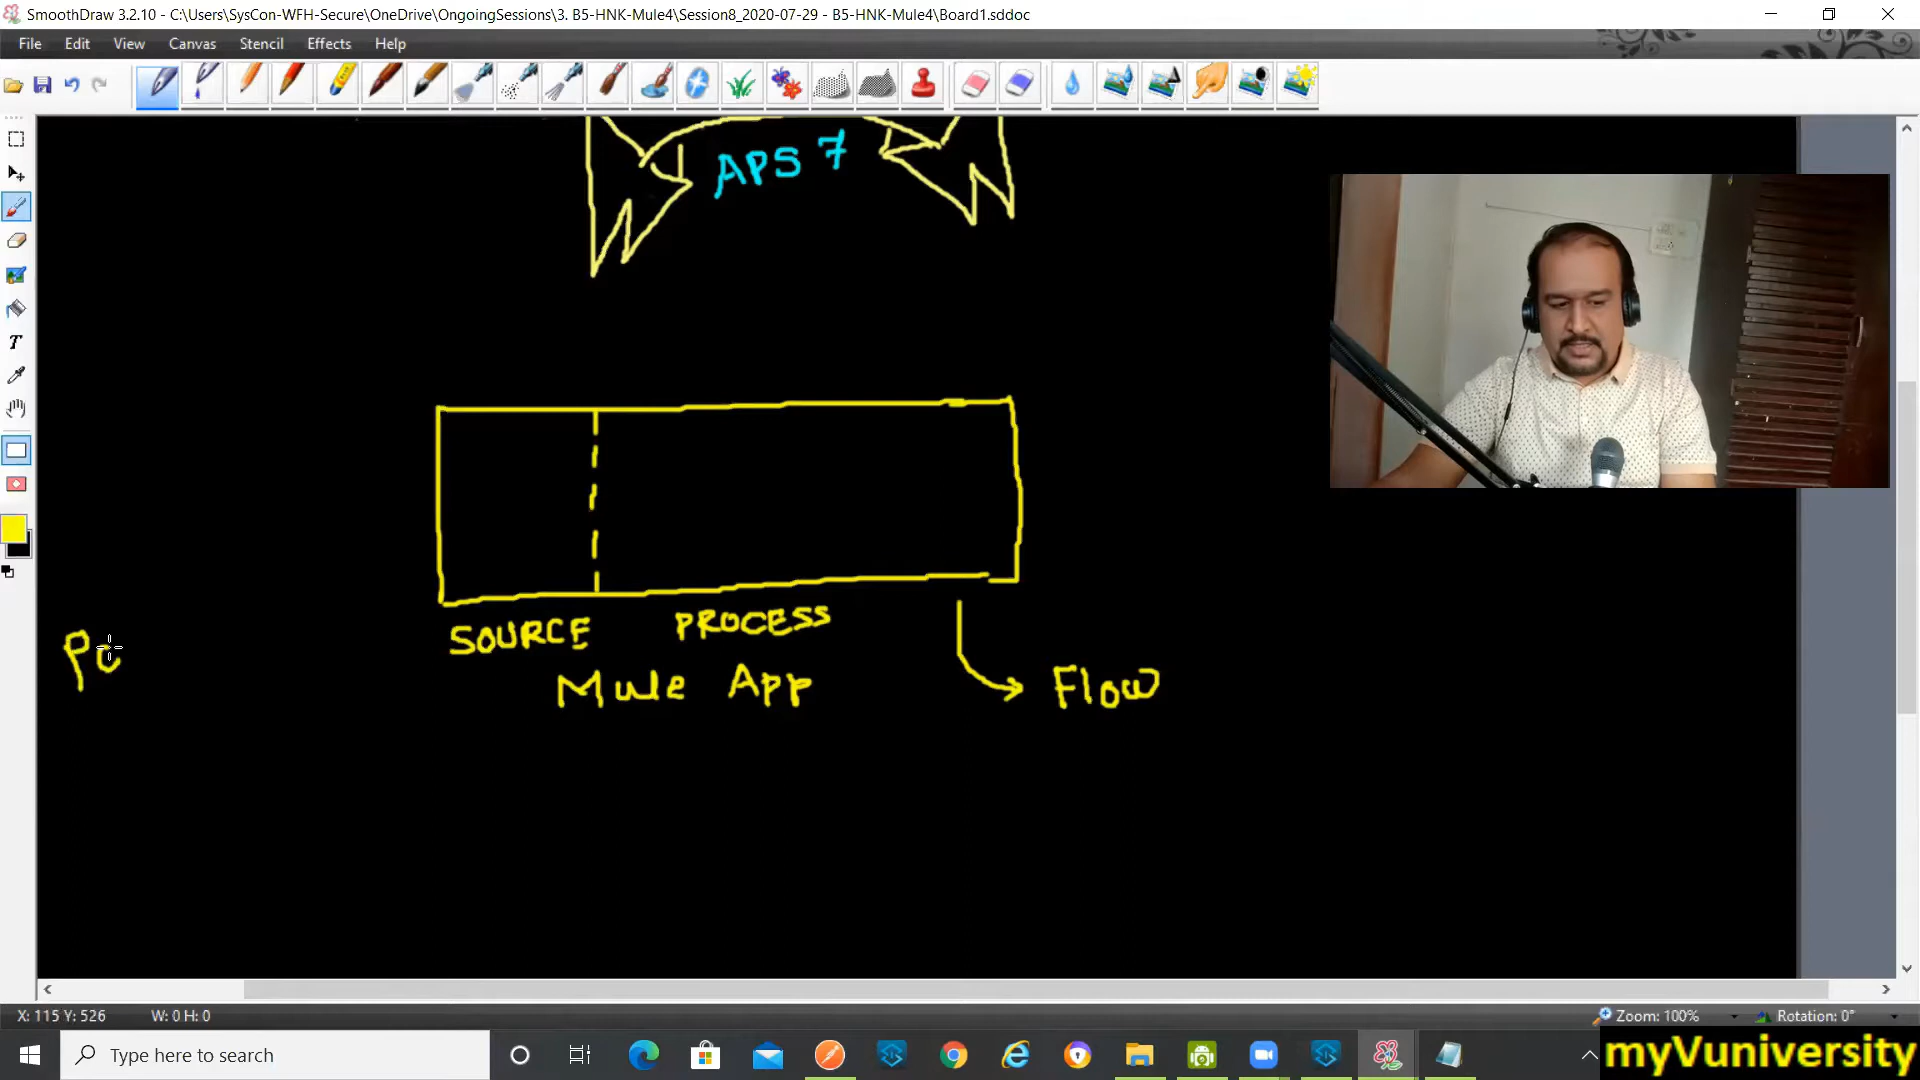 SmoothDraw 3.2.10 - C:\Users\SysCon-WFH-Secure\OneDrive\OngoingSessions\3. B5-HNK-Mule4\Session8_2020-07-29 - B5-HNK-Mule4\Board1.sddoc
File Edit View Canvas Stencil Effects Help
APS 7
SOURCE PROCESS
Po
Mule App
Flow
X: 115 Y: 526 W: 0 H: 0
Zoom: 100% Rotation: 0°
Type here to search
myVuniversity